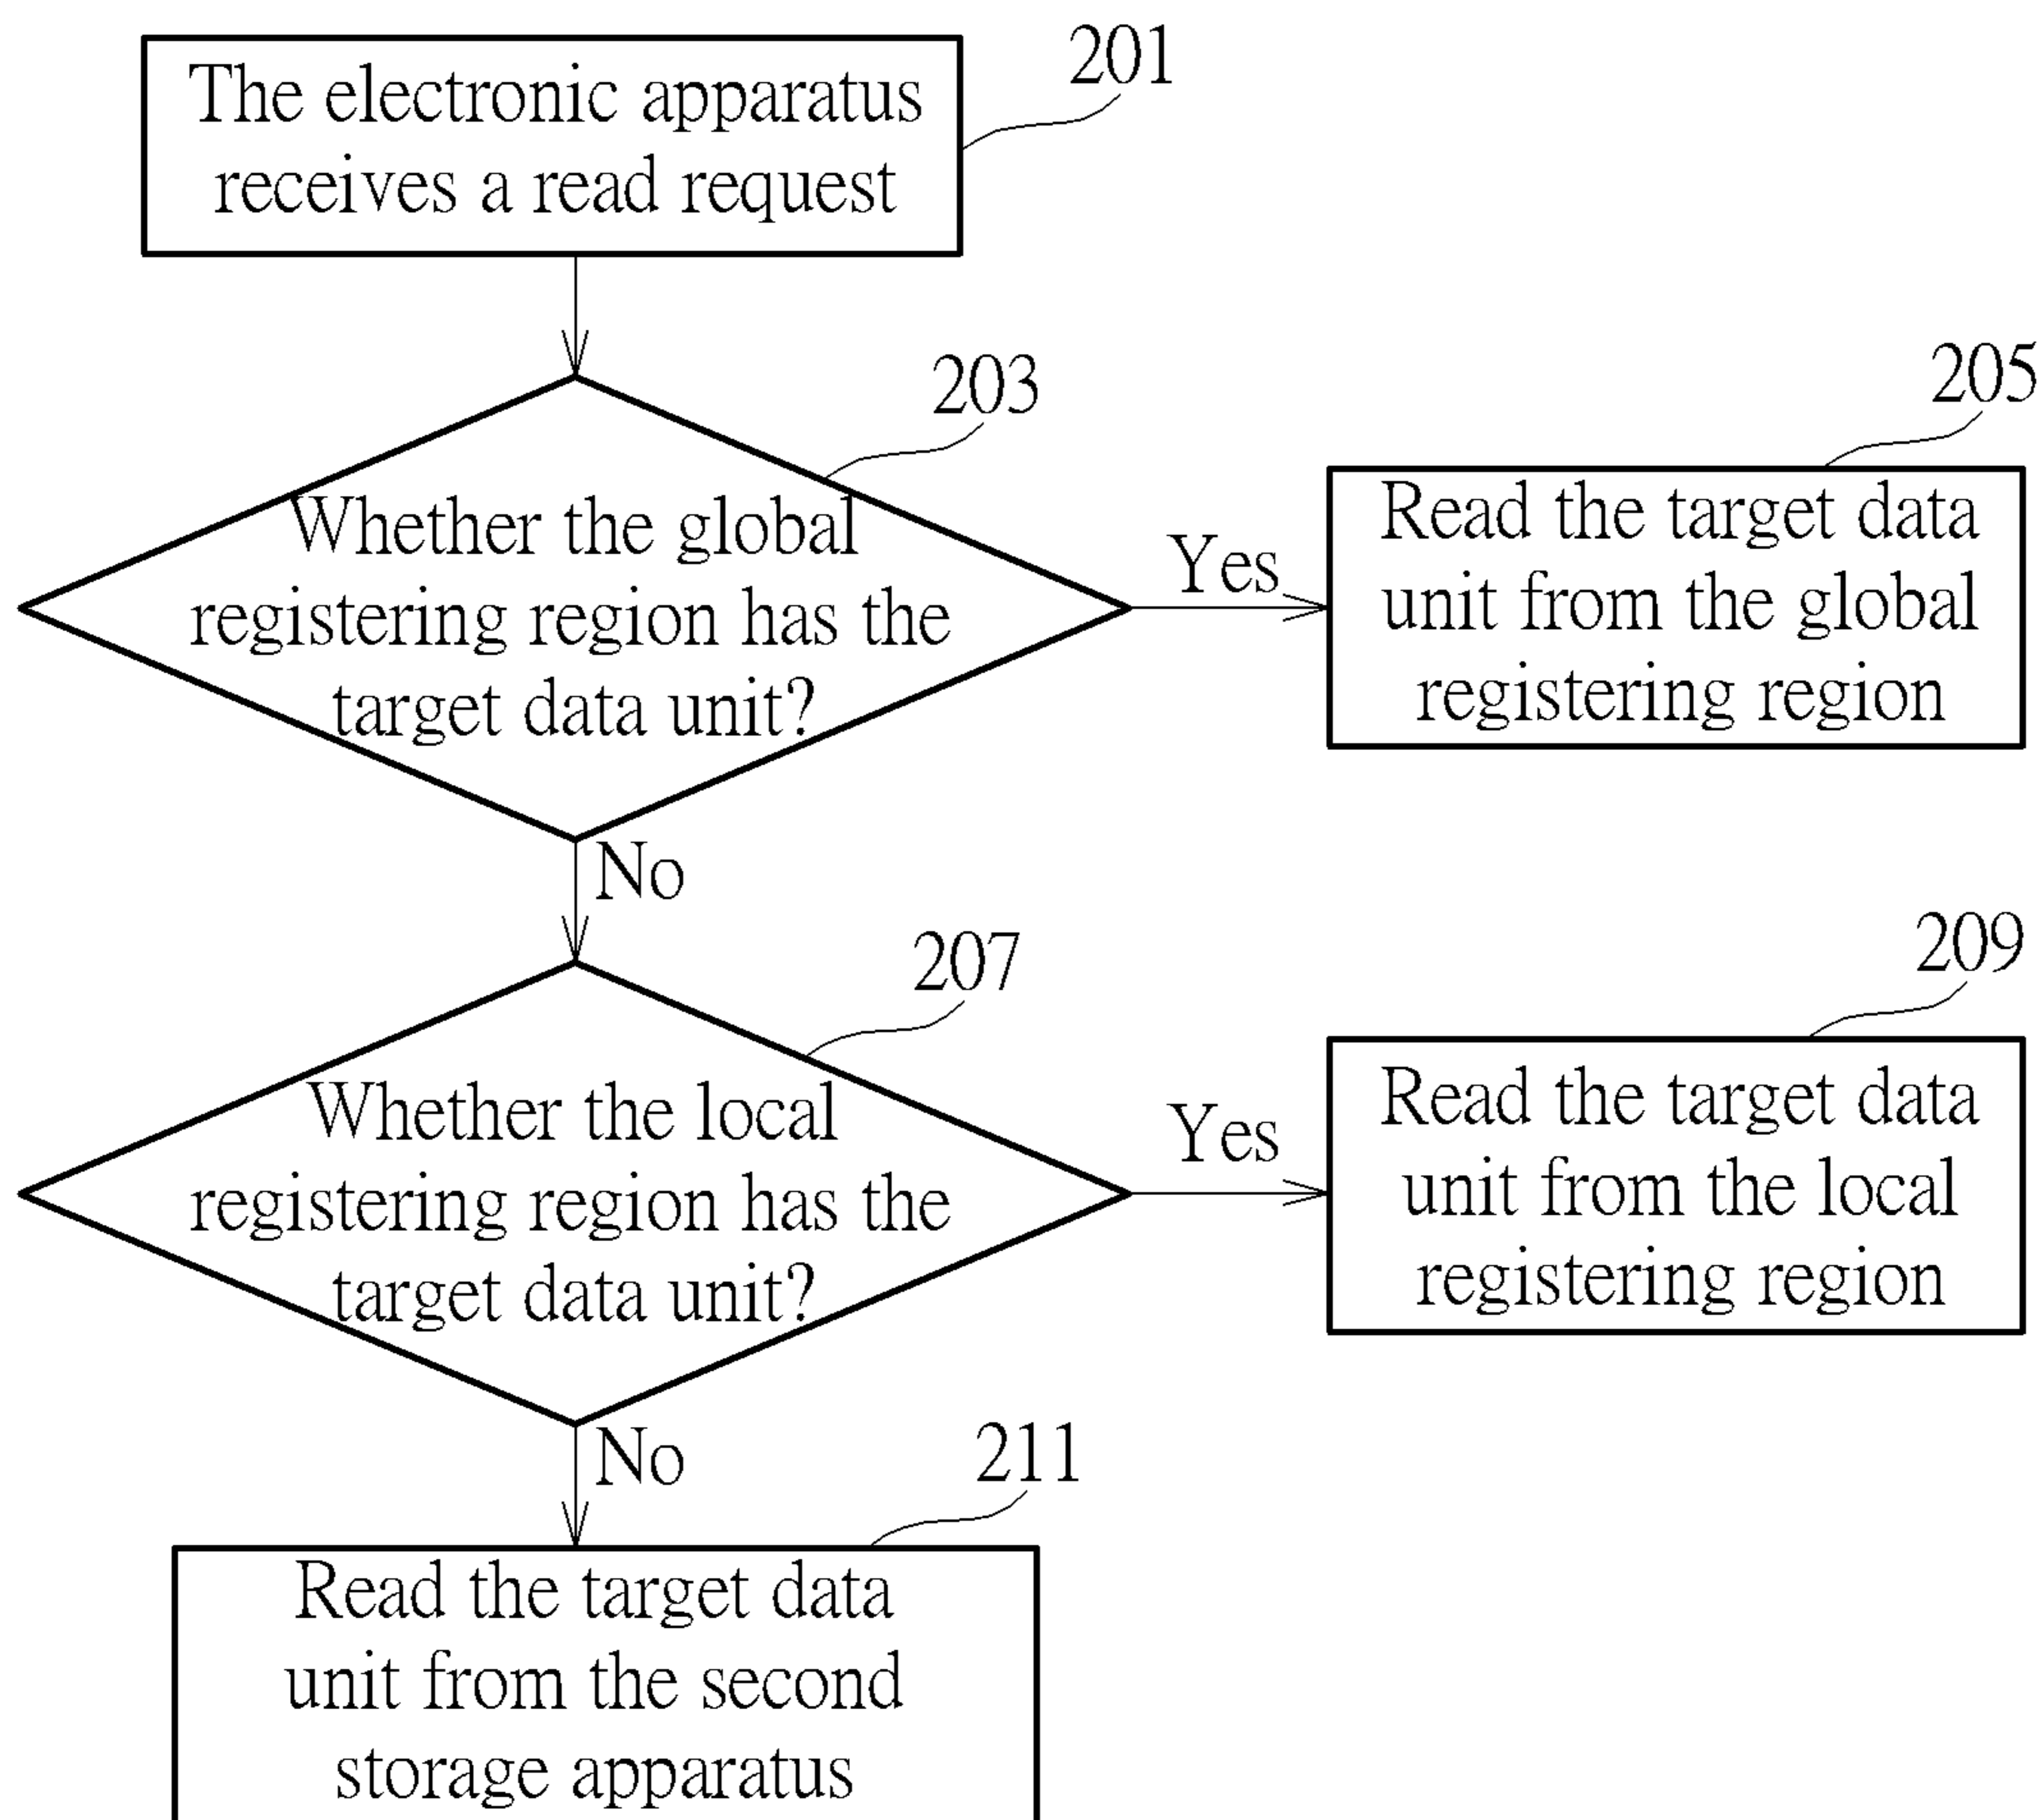 The electronic apparatus
receives a read request
201
203
Whether the global
registering region has the
target data unit?
Yes
205
Read the target data
unit from the global
registering region
No
207
Whether the local
registering region has the
target data unit?
Yes
209
Read the target data
unit from the local
registering region
No
211
Read the target data
unit from the second
storage apparatus